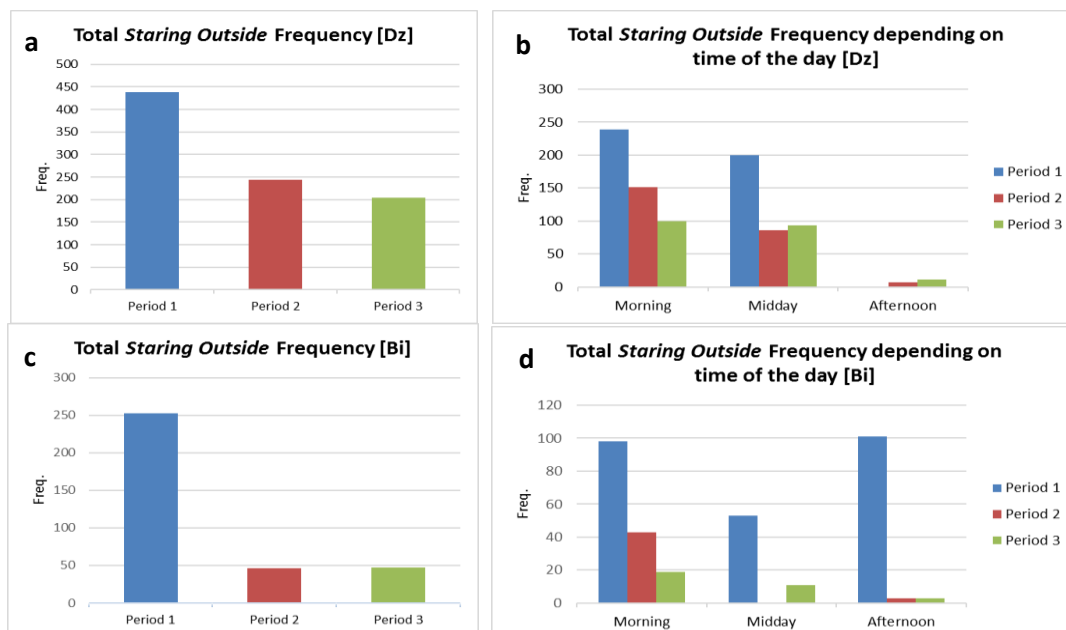 a
Total Staring Outside Frequency [Dz]
500
450
400
350
300
250
200
150
100
50
0
Freq.
Period 1
Period 2
Period 3
b
Total Staring Outside Frequency depending on
time of the day [Dz]
300
250
200
150
100
50
0
Freq.
Morning
Midday
Afternoon
Period 1
Period 2
Period 3
c
Total Staring Outside Frequency [Bi]
300
250
200
150
100
50
0
Freq.
Period 1
Period 2
Period 3
d
Total Staring Outside Frequency depending on
time of the day [Bi]
120
100
80
60
40
20
0
Freq.
Morning
Midday
Afternoon
Period 1
Period 2
Period 3